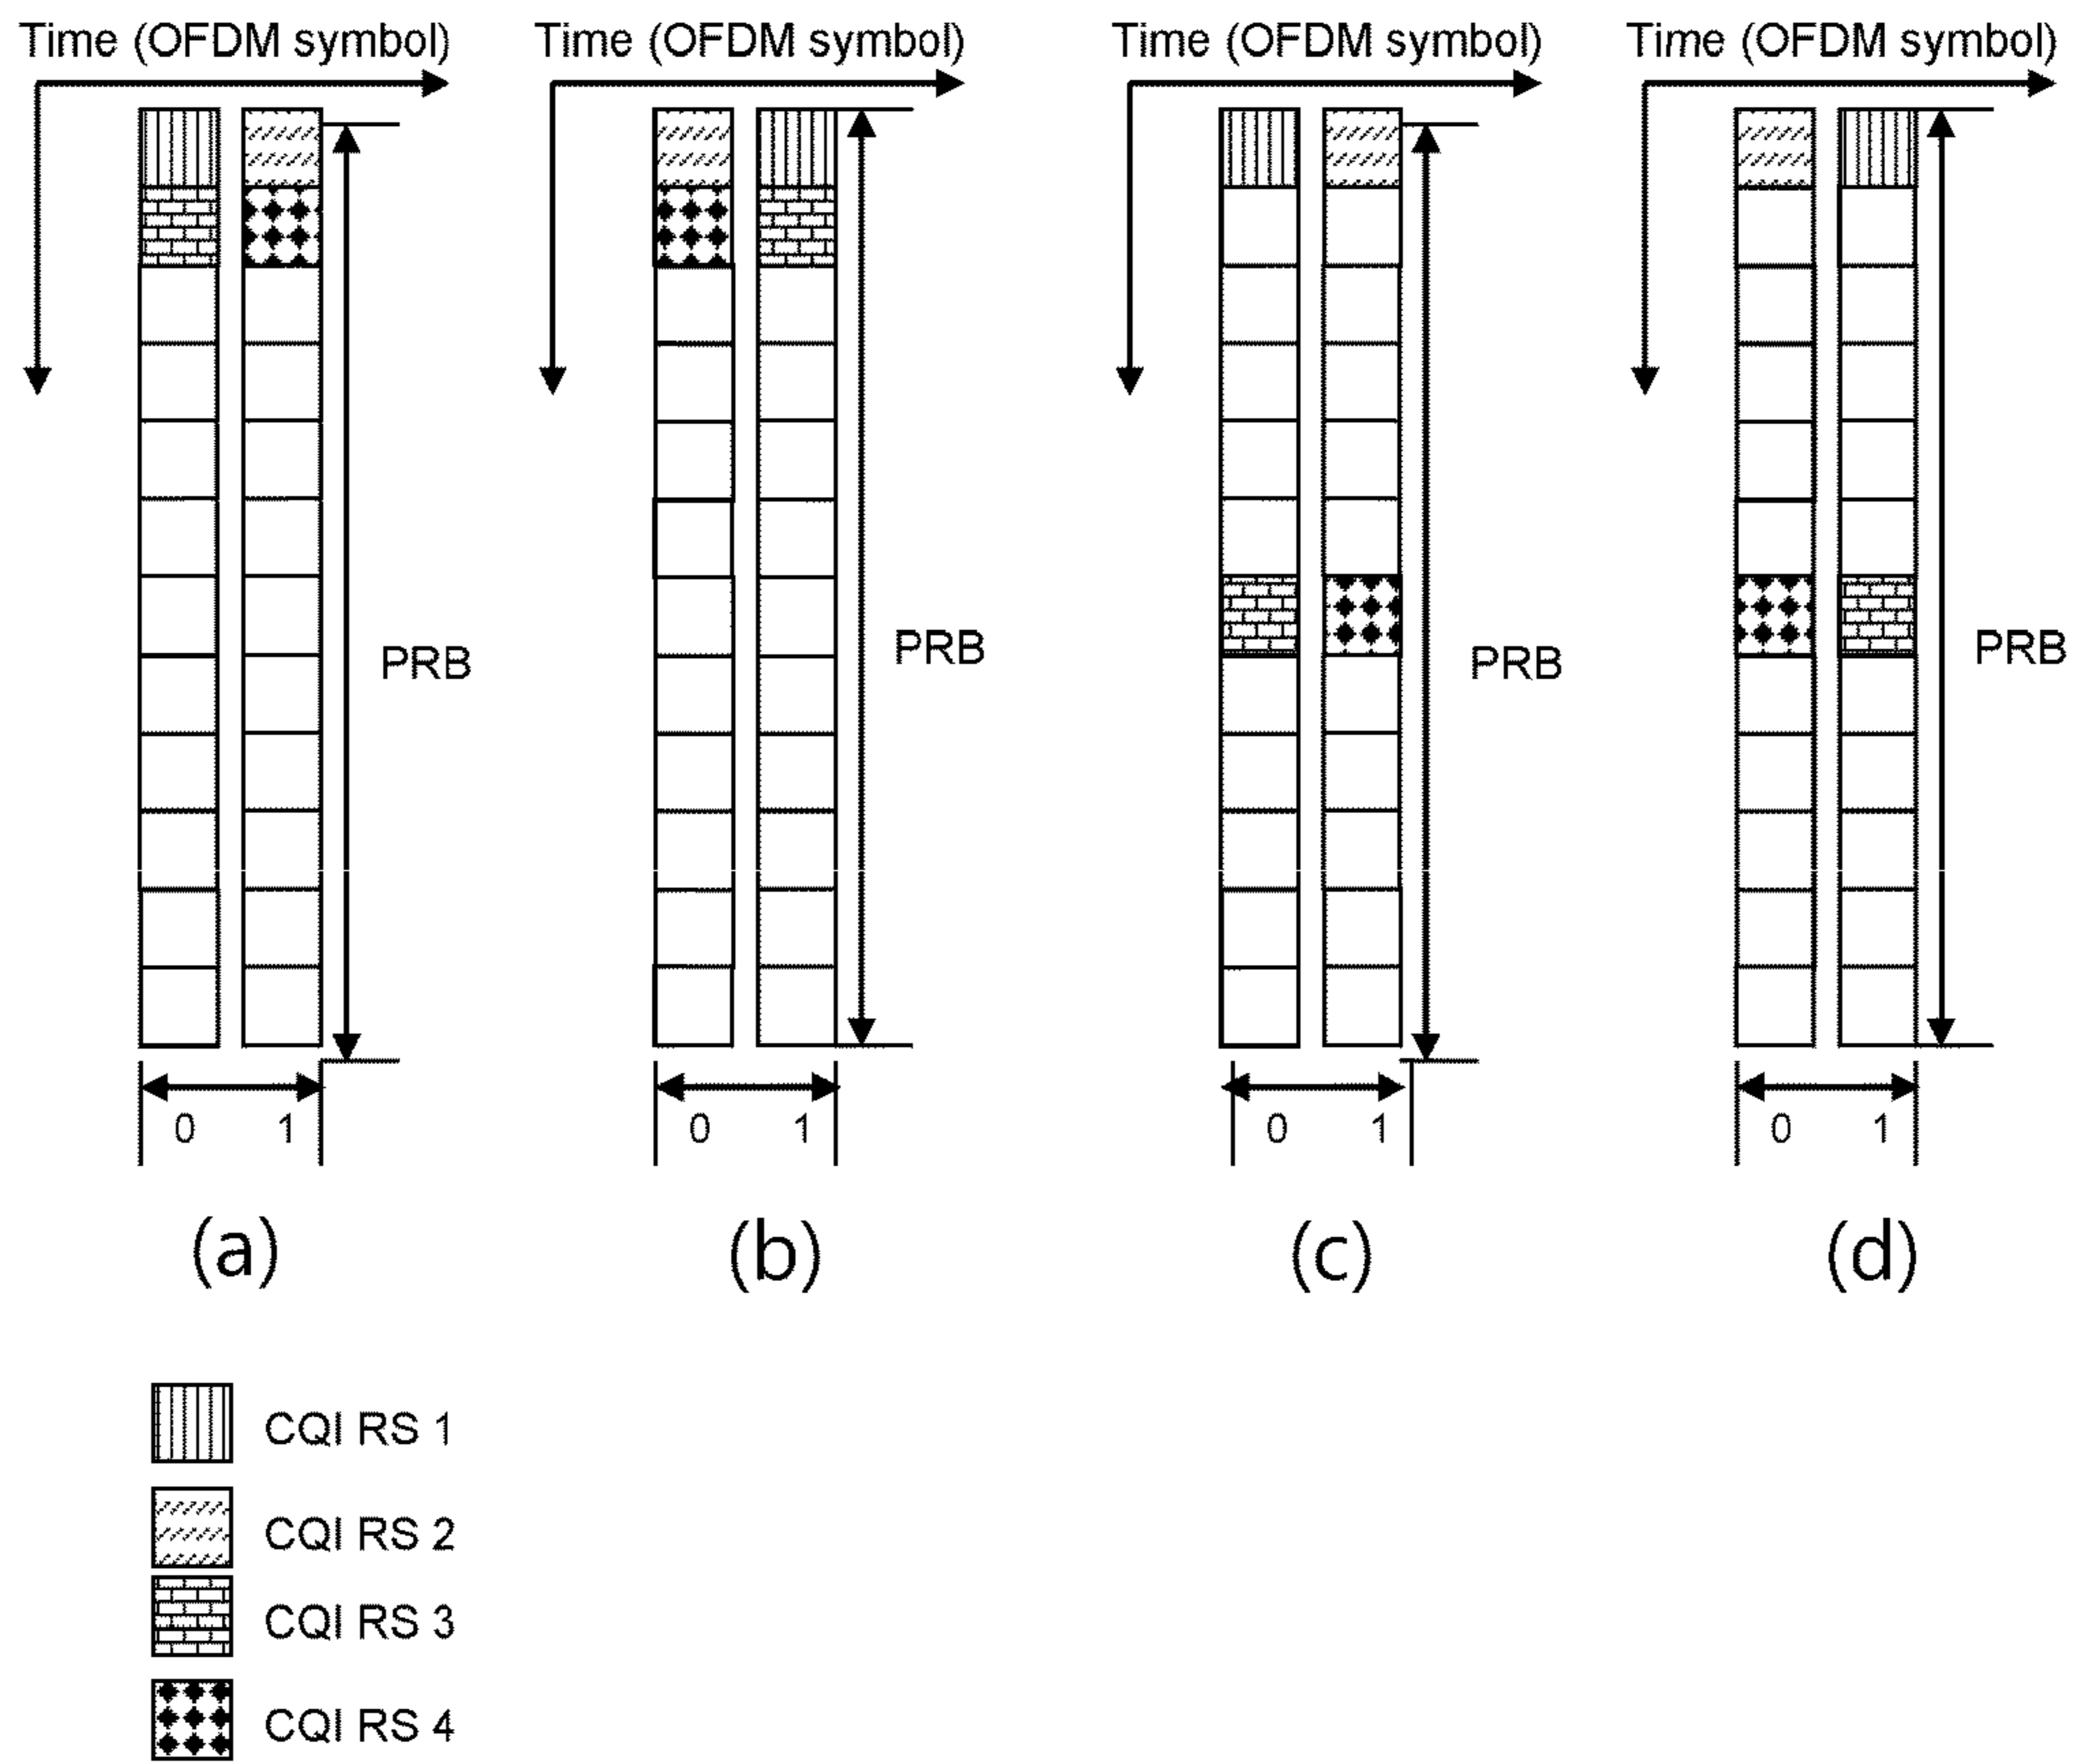 Time (OFDM symbol) Time (OFDM symbol) Time (OFDM symbol) Time (OFDM symbol)
PRB PRB PRB PRB
0 1 0 1 0 1 0 1
(a) (b) (c) (d)
CQI RS 1
CQI RS 2
CQI RS 3
CQI RS 4